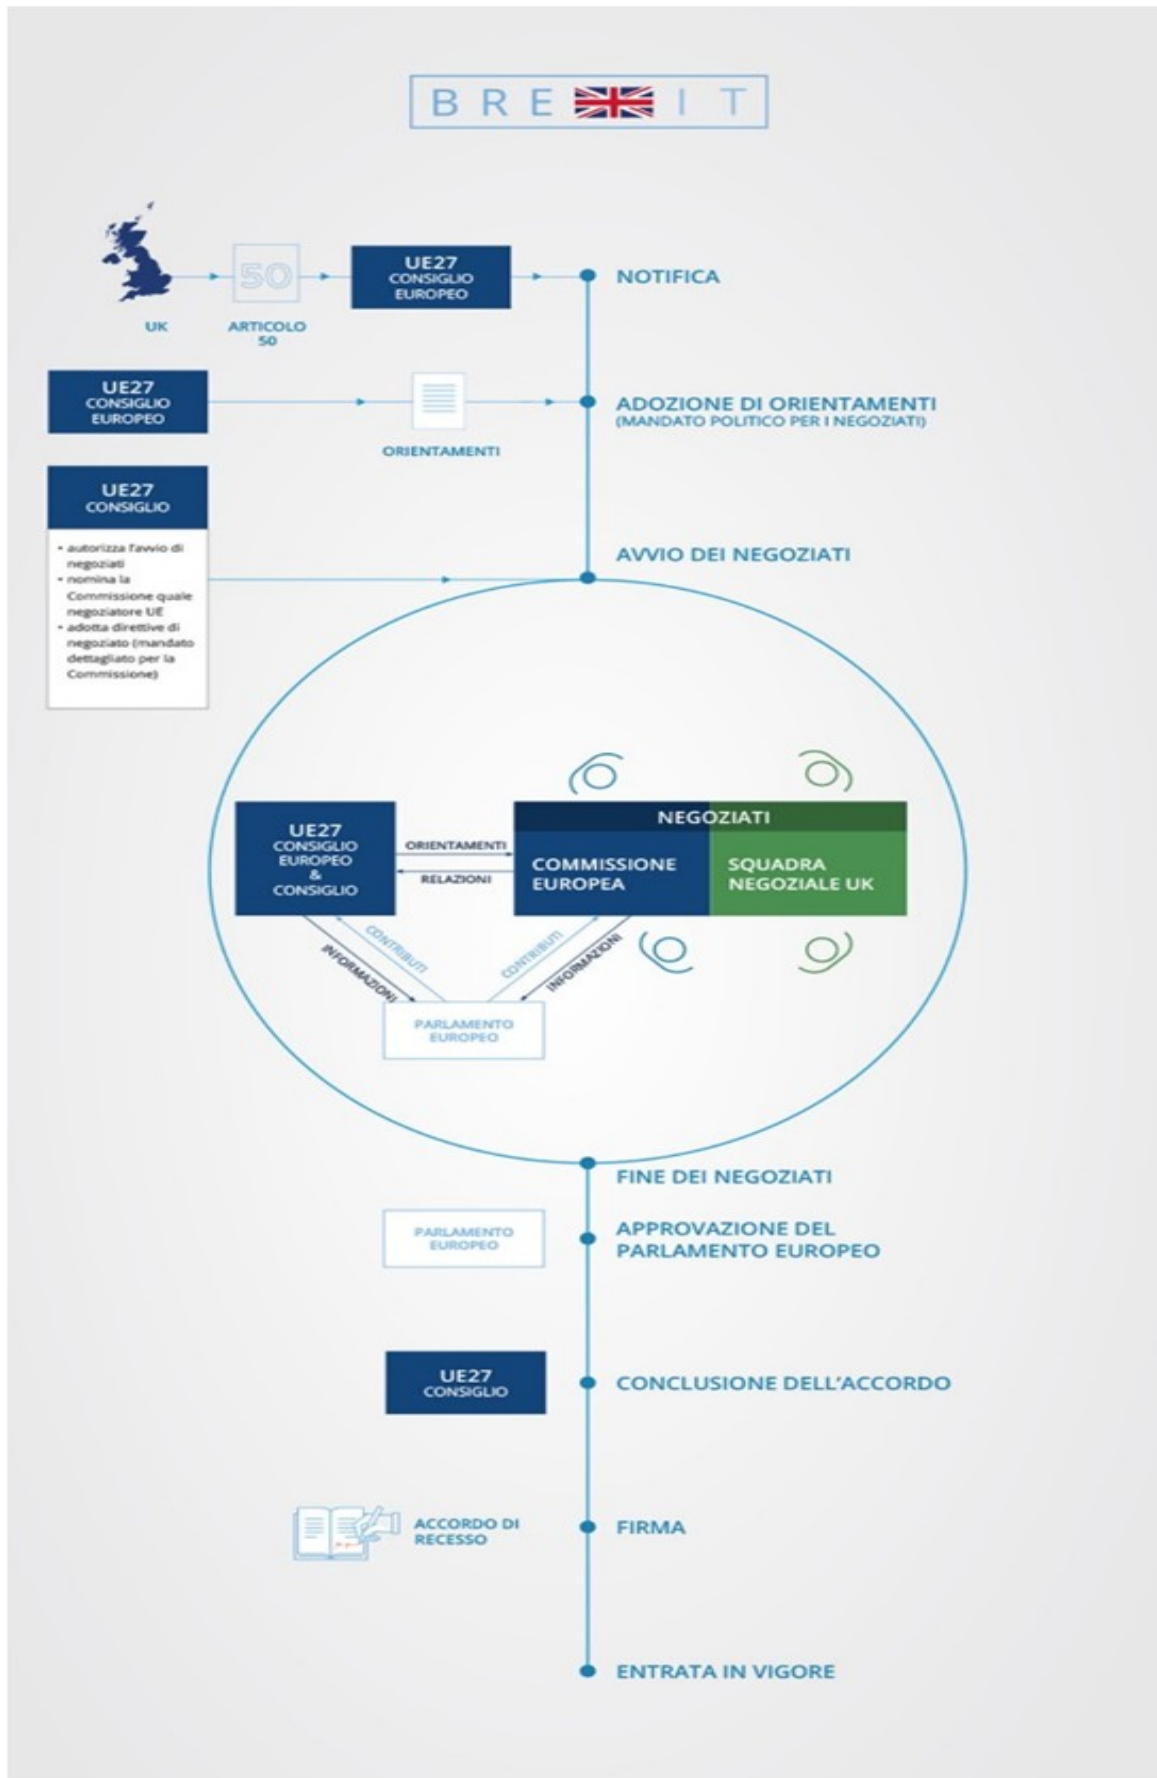 BREXIT
50
UE27
CONSIGLIO
EUROPEO
NOTIFICA
UK
ARTICOLO
50
UE27
CONSIGLIO
EUROPEO
ORIENTAMENTI
ADOZIONE DI ORIENTAMENTI
(MANDATO POLITICO PER I NEGOZIATI)
UE27
CONSIGLIO
• autorizza l'avvio di
negoziati
• nomina la
Commissione quale
negoziatore UE
• adotta direttive di
negoziato (mandato
dettagliato per la
Commissione)
AVVIO DEI NEGOZIATI
UE27
CONSIGLIO
EUROPEO
&
CONSIGLIO
ORIENTAMENTI
RELAZIONI
NEGOZIATI
COMMISSIONE
EUROPEA
SQUADRA
NEGOZIALE UK
INFORMAZIONI
CONTRIBUTI
CONTRIBUTI
INFORMAZIONI
PARLAMENTO
EUROPEO
FINE DEI NEGOZIATI
PARLAMENTO
EUROPEO
APPROVAZIONE DEL
PARLAMENTO EUROPEO
UE27
CONSIGLIO
CONCLUSIONE DELL'ACCORDO
ACCORDO DI
RECESSO
FIRMA
ENTRATA IN VIGORE